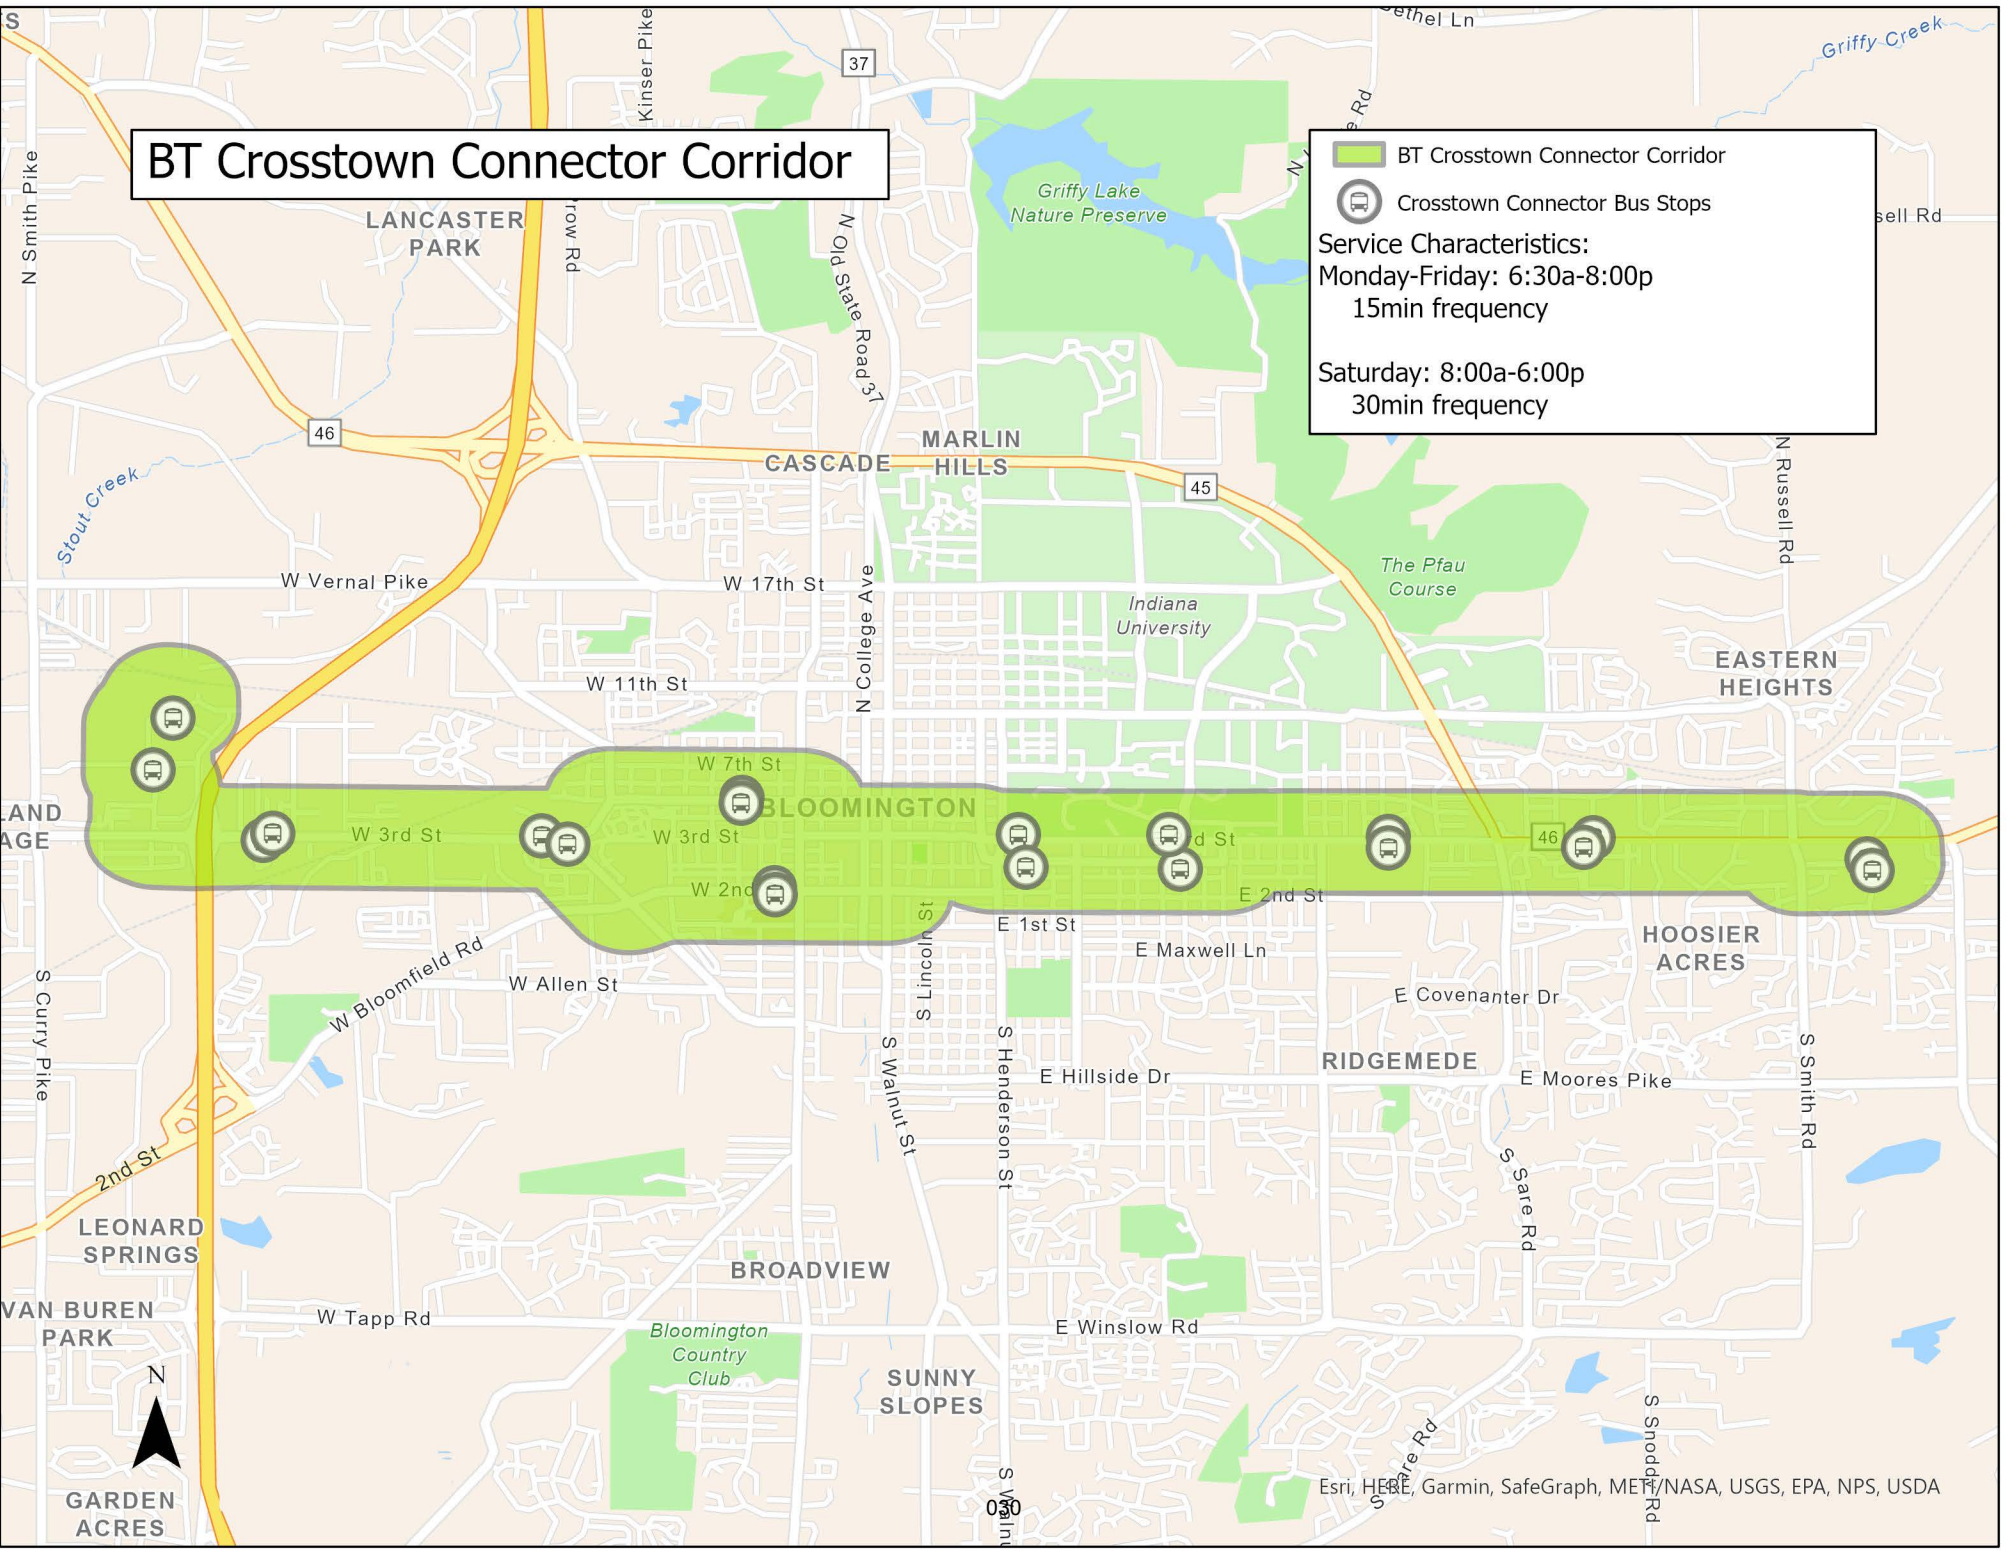 BT Crosstown Connector Corridor
BT Crosstown Connector Corridor
Crosstown Connector Bus Stops
Service Characteristics:
Monday-Friday: 6:30a-8:00p
15min frequency
Saturday: 8:00a-6:00p
30min frequency
Kinser Pike
37
Griffy Creek
N Smith Pike
LANCASTER
PARK
N Old State Road 37
Griffy Lake
Nature Preserve
46
MARLIN
HILLS
CASCADE
45
N Russell Rd
Stout Creek
The Pfau
Course
W Vernal Pike
W 17th St
N College Ave
Indiana
University
EASTERN
HEIGHTS
W 11th St
W 7th St
BLOOMINGTON
W 3rd St
W 3rd St
46
W 2nd
E 2nd St
S Lincoln St
E 1st St
E Maxwell Ln
HOOSIER
ACRES
W Bloomfield Rd
W Allen St
S Curry Pike
E Covenanter Dr
S Walnut St
S Henderson St
E Hillside Dr
RIDGEMEDE
E Moores Pike
S Smith Rd
2nd St
S Sare Rd
LEONARD
SPRINGS
BROADVIEW
VAN BUREN
PARK
W Tapp Rd
Bloomington
Country
Club
E Winslow Rd
SUNNY
SLOPES
N
S Sare Rd
S Snoddy Rd
GARDEN
ACRES
030
Esri, HERE, Garmin, SafeGraph, METI/NASA, USGS, EPA, NPS, USDA